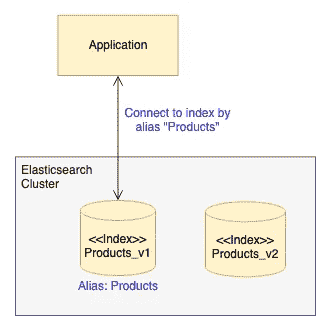 Application
Connect to index by
alias "Products"
Elasticsearch
Cluster
<<Index>>
Products_v1
Alias: Products
<<Index>>
Products_v2